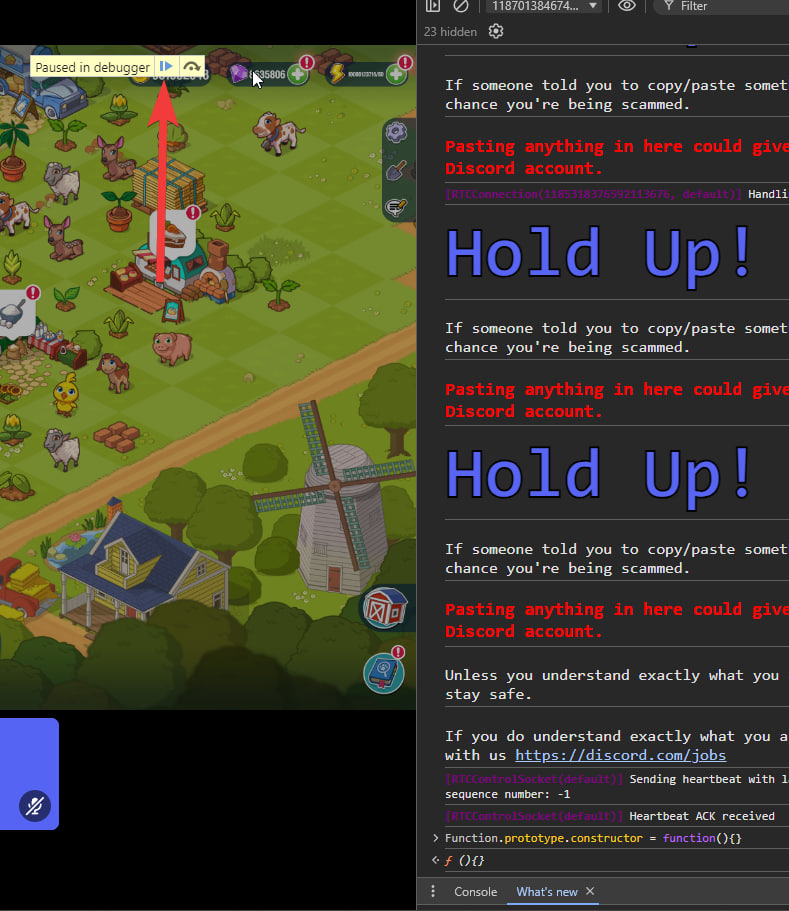 118701384674...
Filter
23 hidden
Paused in debugger
If someone told you to copy/paste somet
chance you're being scammed.
Pasting anything in here could give
Discord account.
[RTCConnection(1185318376592113676, default)] Handli
Hold Up!
If someone told you to copy/paste somet
chance you're being scammed.
Pasting anything in here could give
Discord account.
Hold Up!
If someone told you to copy/paste somet
chance you're being scammed.
Pasting anything in here could give
Discord account.
Unless you understand exactly what you
stay safe.
If you do understand exactly what you a
with us https://discord.com/jobs
[RTCControlSocket(default)] Sending heartbeat with l
sequence number: -1
[RTCControlSocket(default)] Heartbeat ACK received
Function.prototype.constructor = function(){}
ƒ (){}
Console What's new